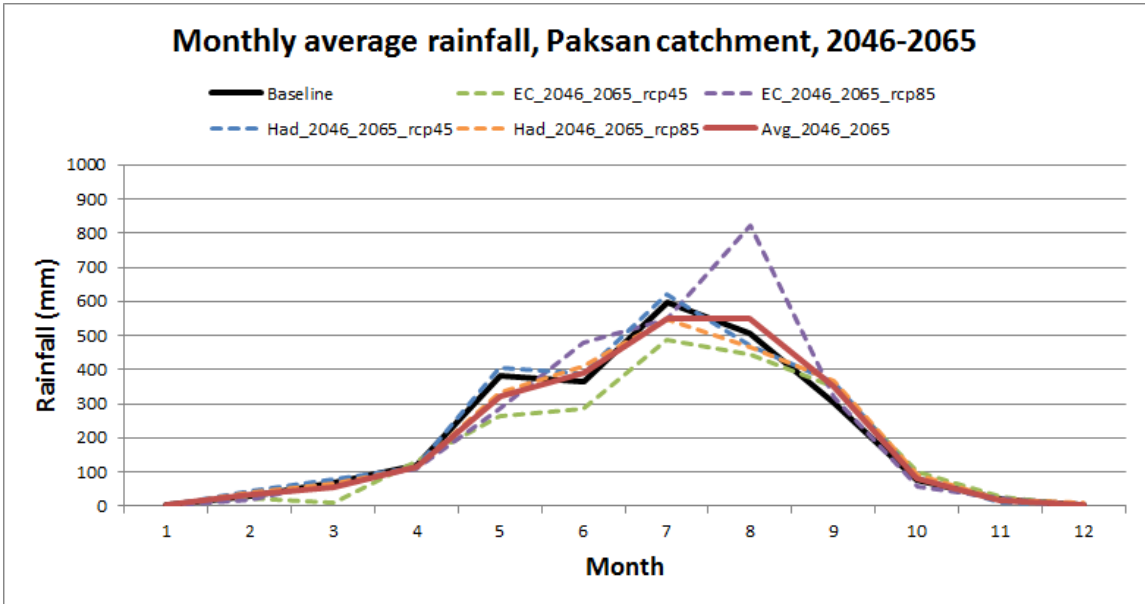 Monthly average rainfall, Paksan catchment, 2046-2065
Baseline EC_2046_2065_rcp45 EC_2046_2065_rcp85
Had_2046_2065_rcp45 Had_2046_2065_rcp85 Avg_2046_2065
Rainfall (mm)
1000
900
800
700
600
500
400
300
200
100
0
1 2 3 4 5 6 7 8 9 10 11 12
Month